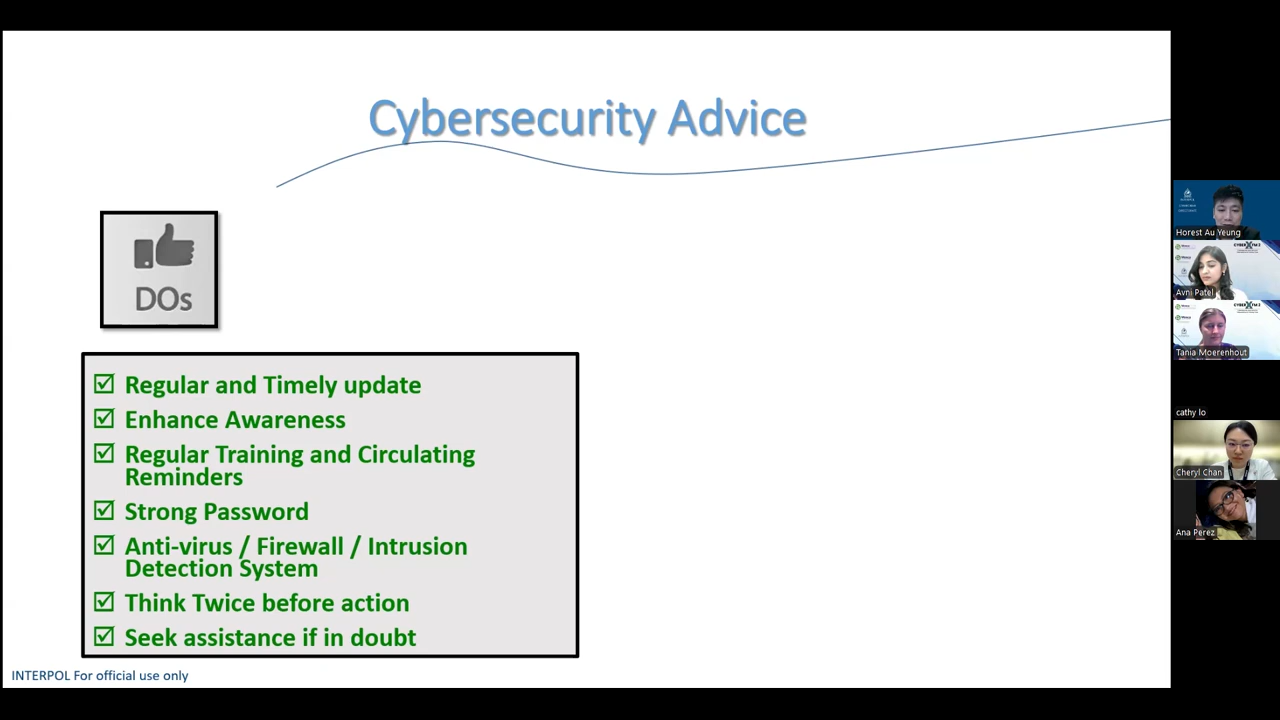 Cybersecurity Advice
DOs
Regular and Timely update
Enhance Awareness
Regular Training and Circulating
Reminders
Strong Password
Anti-virus / Firewall / Intrusion
Detection System
Think Twice before action
Seek assistance if in doubt
INTERPOL For official use only
Horest Au Yeung
Avni Patel
Tania Moerenhout
cathy lo
Cheryl Chan
Ana Perez